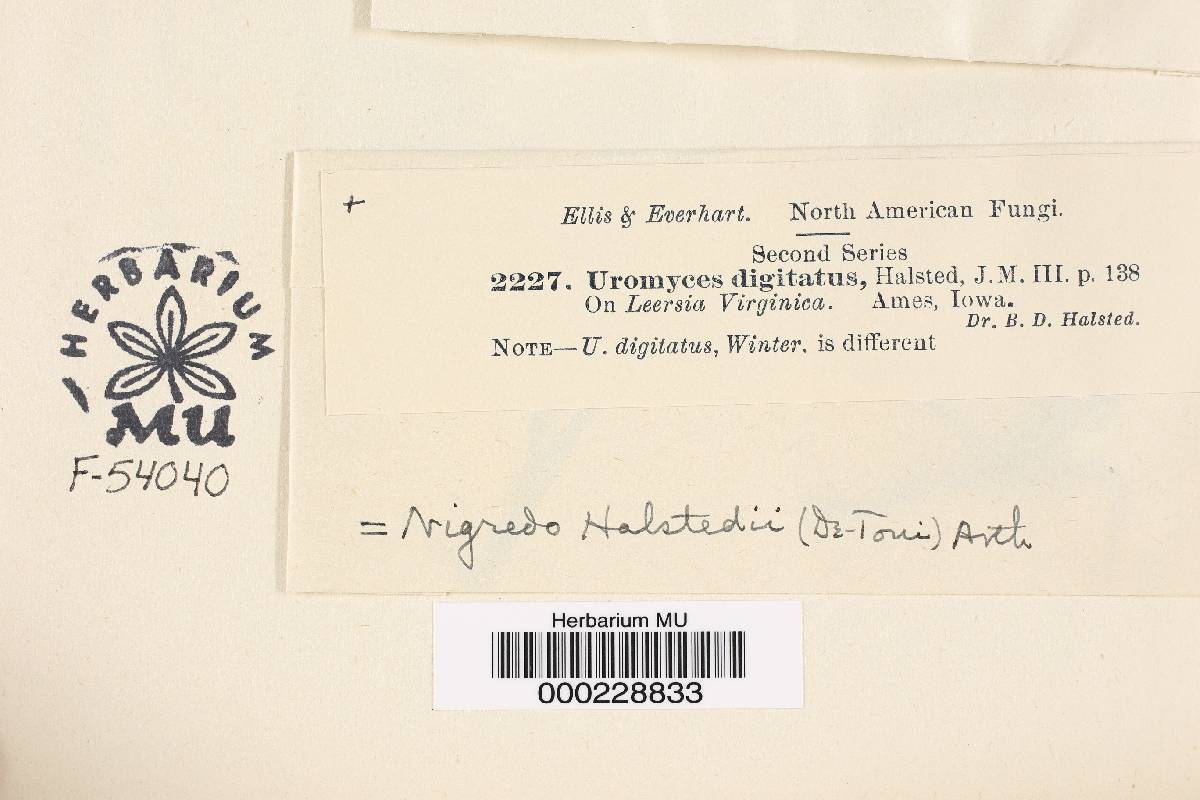 +
Ellis & Everhart. North American Fungi.
Second Series
2227. Uromyces digitatus, Halsted, J. M. III. p. 138
On Leersia Virginica. Ames, Iowa.
Dr. B. D. Halsted.
NOTE—U. digitatus, Winter. is different
HERBARIUM
MU
F-54040
= Nigredo Halstedii (De-Toni) Arth
Herbarium MU
000228833